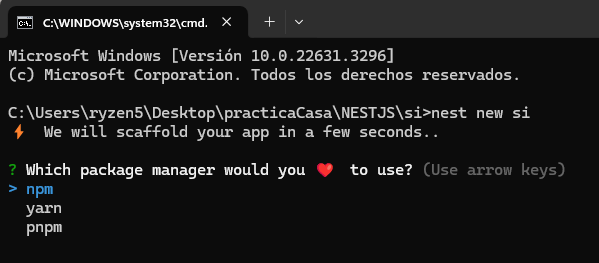 C:\WINDOWS\system32\cmd.
Microsoft Windows [Versión 10.0.22631.3296]
(c) Microsoft Corporation. Todos los derechos reservados.
C:\Users\ryzen5\Desktop\practicaCasa\NESTJS\si>nest new si
⚡ We will scaffold your app in a few seconds..
? Which package manager would you ❤️ to use? (Use arrow keys)
> npm
yarn
pnpm